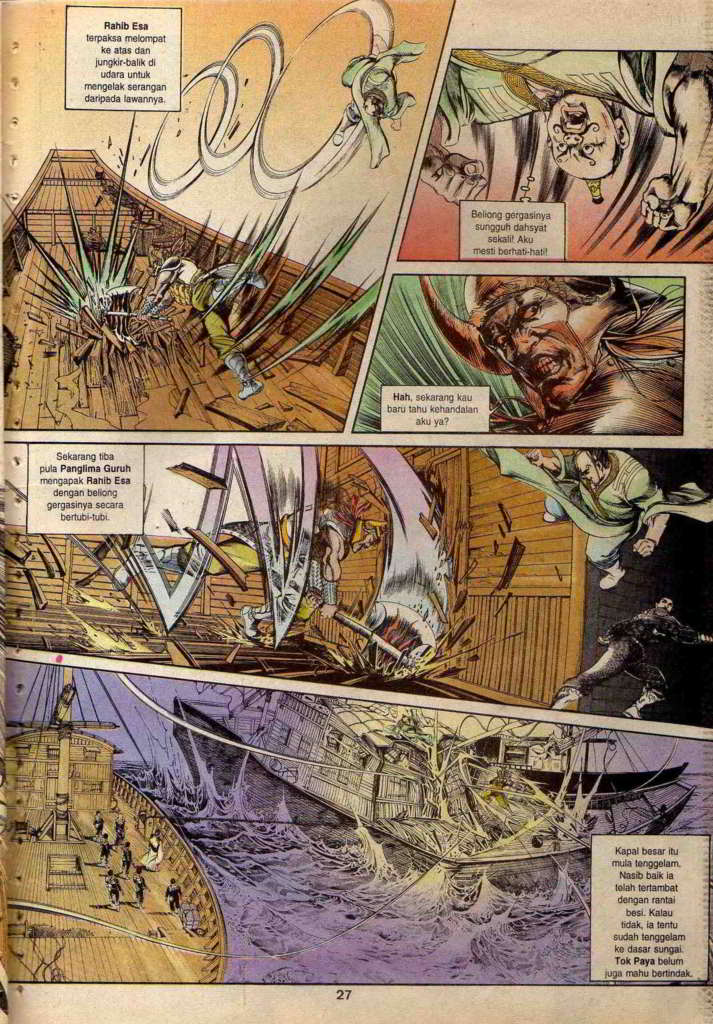 Rahib Esa
terpaksa melompat
ke atas dan
jungkir-balik di
udara untuk
mengelak serangan
daripada lawannya.
Beliong gergasinya
sungguh dahsyat
sekali! Aku
mesti berhati-hati!
Hah, sekarang kau
baru tahu kehandalan
aku ya?
Sekarang tiba
pula Panglima Guruh
mengapak Rahib Esa
dengan beliong
gergasinya secara
bertubi-tubi.
Kapal besar itu
mula tenggelam.
Nasib baik ia
telah tertambat
dengan rantai
besi. Kalau
tidak, ia tentu
sudah tenggelam
ke dasar sungai.
Tok Paya belum
juga mahu bertindak.
27